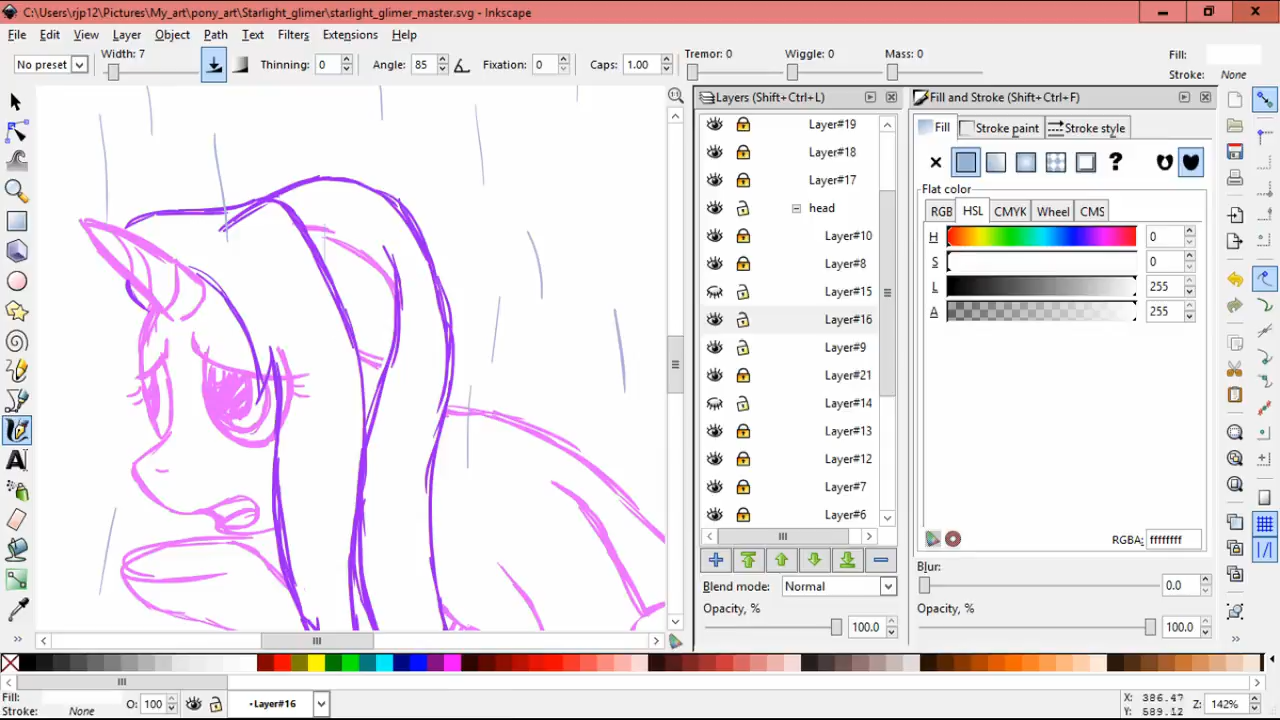 C:\Users\rjp12\Pictures\My_art\pony_art\Starlight_glimer\starlight_glimer_master.svg - Inkscape
File Edit View Layer Object Path Text Filters Extensions Help
No preset Width: 7 Thinning: 0 Angle: 85 Fixation: 0 Caps: 1.00 Tremor: 0 Wiggle: 0 Mass: 0 Fill:
Stroke: None
Layers (Shift+Ctrl+L)
Layer#19
Layer#18
Layer#17
head
Layer#10
Layer#8
Layer#15
Layer#16
Layer#9
Layer#21
Layer#14
Layer#13
Layer#12
Layer#7
Layer#6
Blend mode: Normal
Opacity, % 100.0
Fill and Stroke (Shift+Ctrl+F)
Fill Stroke paint Stroke style
?
Flat color
RGB HSL CMYK Wheel CMS
H 0
S 0
L 255
A 255
RGBA: ffffffff
Blur:
0.0
Opacity, %
100.0
Fill:
Stroke: None O: 100 •Layer#16 X: 386.47
Y: 589.12 Z: 142%